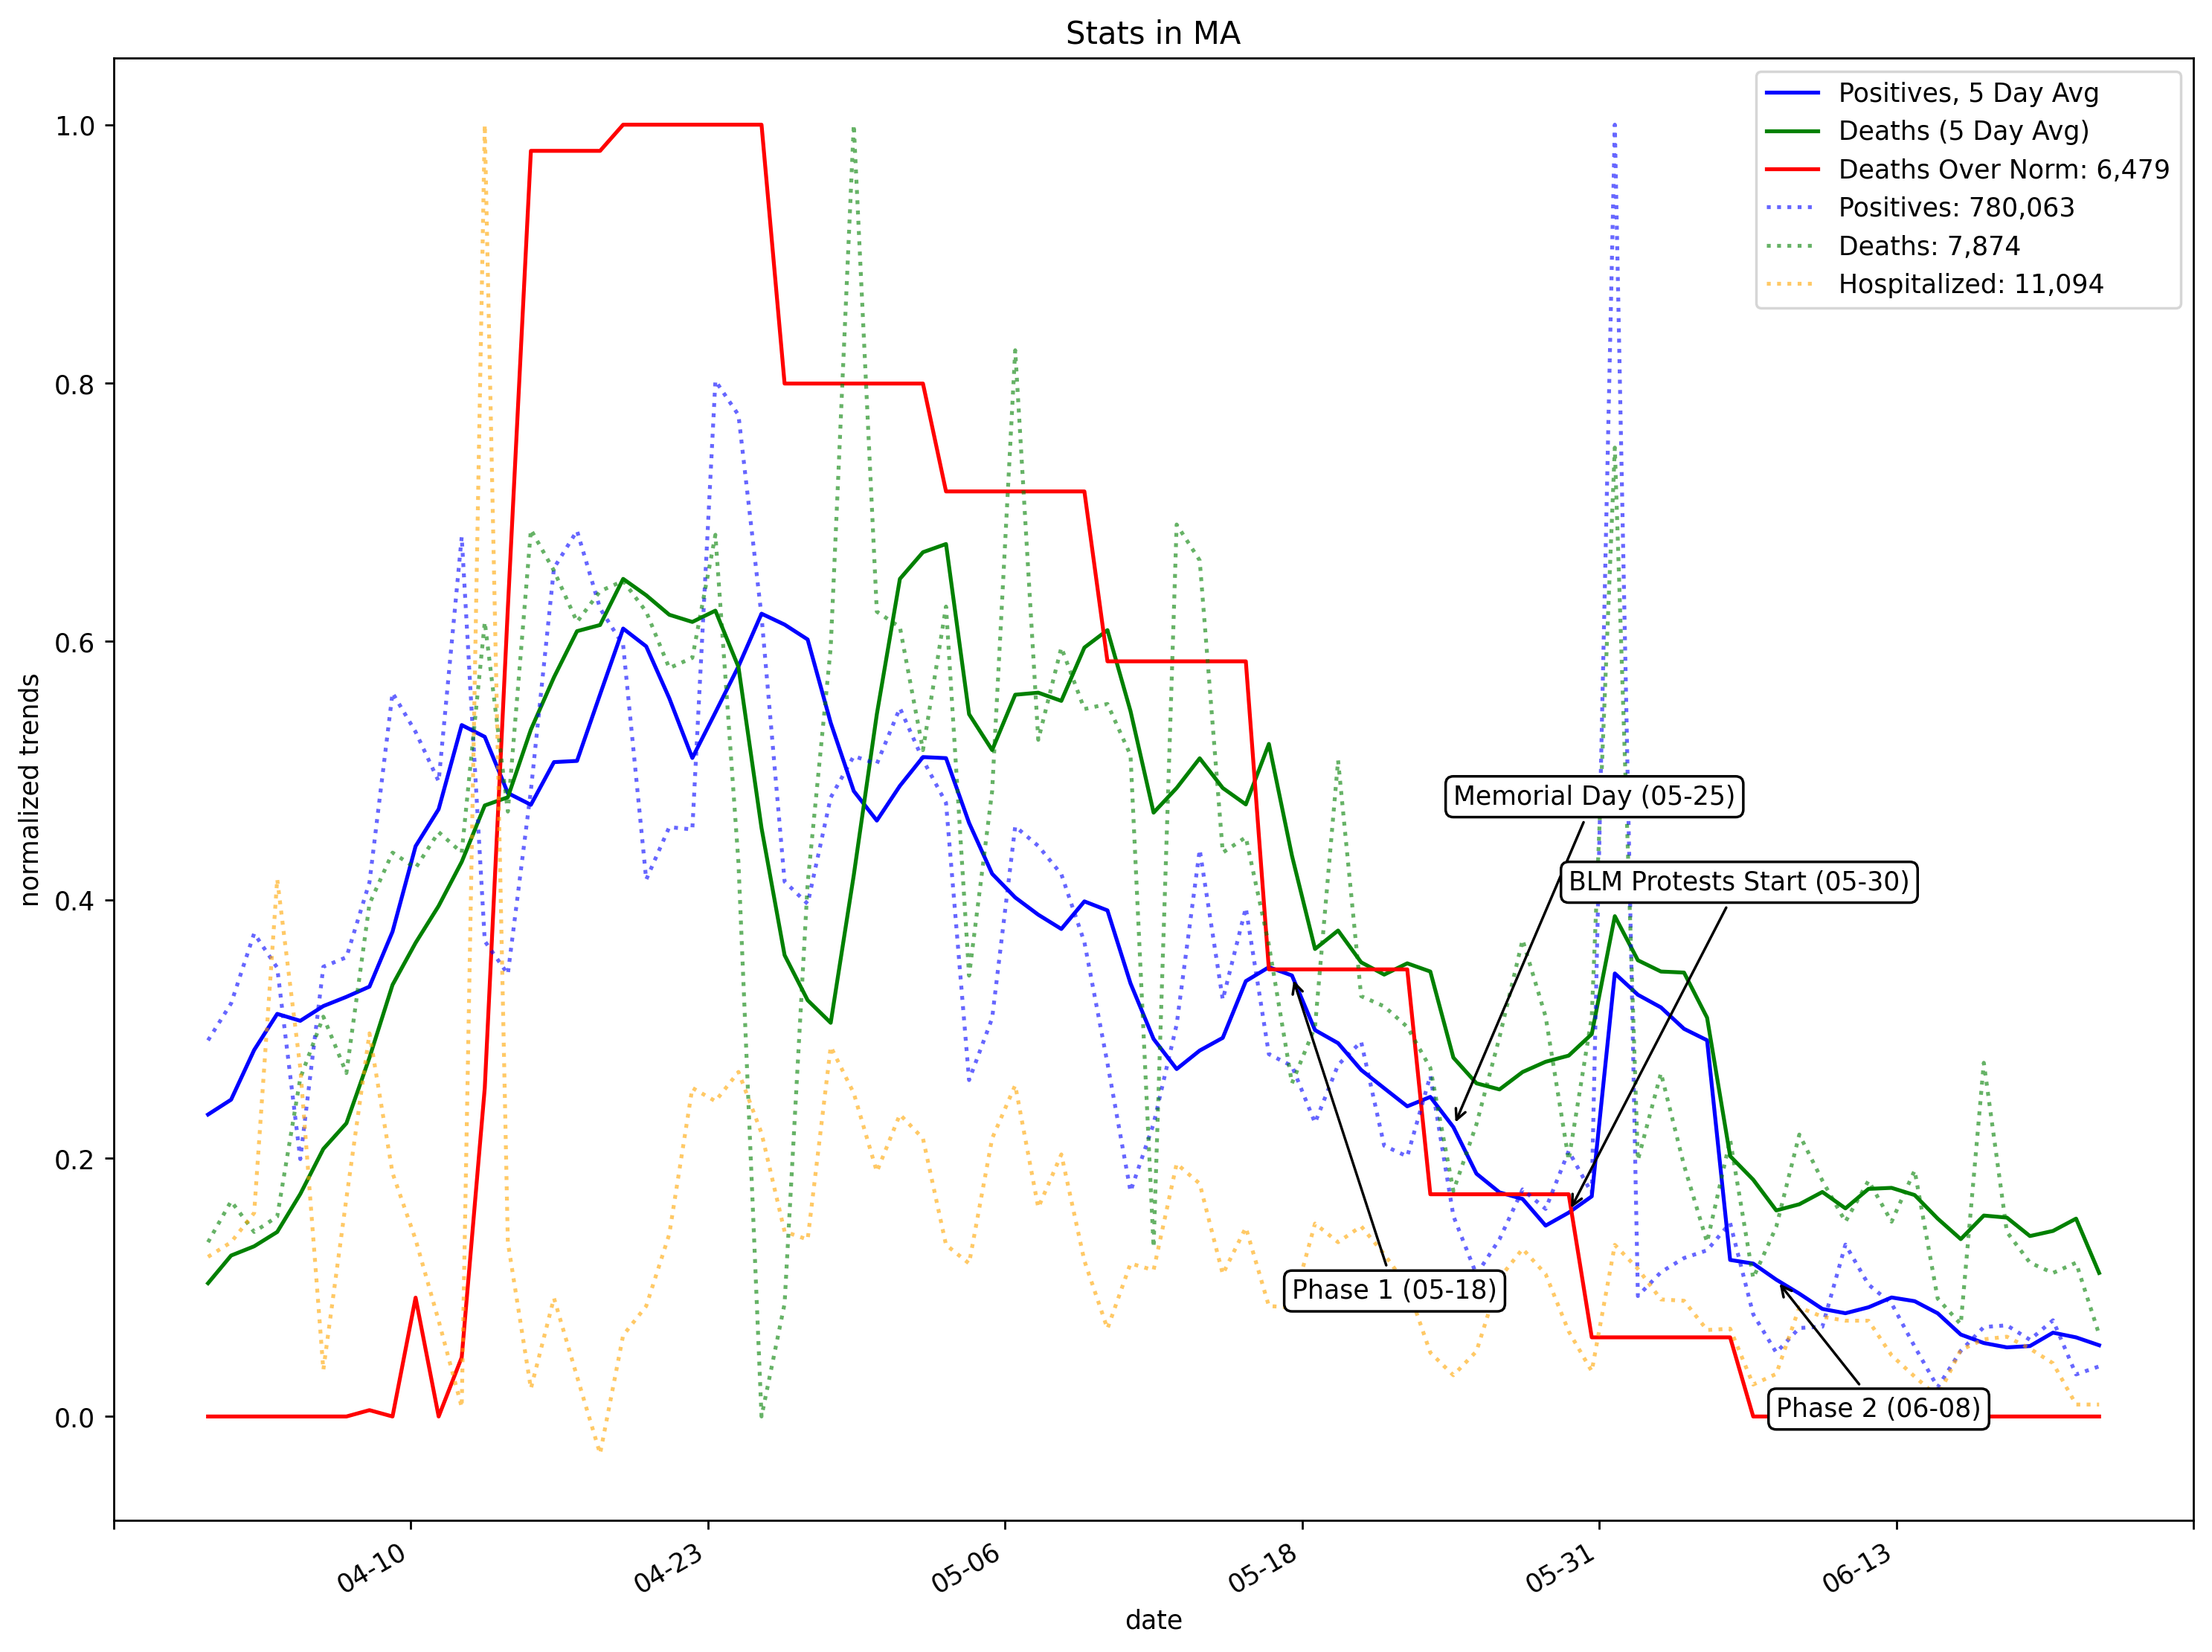 Stats in MA
Positives, 5 Day Avg
Deaths (5 Day Avg)
Deaths Over Norm: 6,479
Positives: 780,063
Deaths: 7,874
Hospitalized: 11,094
1.0
0.8
0.6
0.4
0.2
0.0
normalized trends
Memorial Day (05-25)
BLM Protests Start (05-30)
Phase 1 (05-18)
Phase 2 (06-08)
04-10
04-23
05-06
05-18
05-31
06-13
date